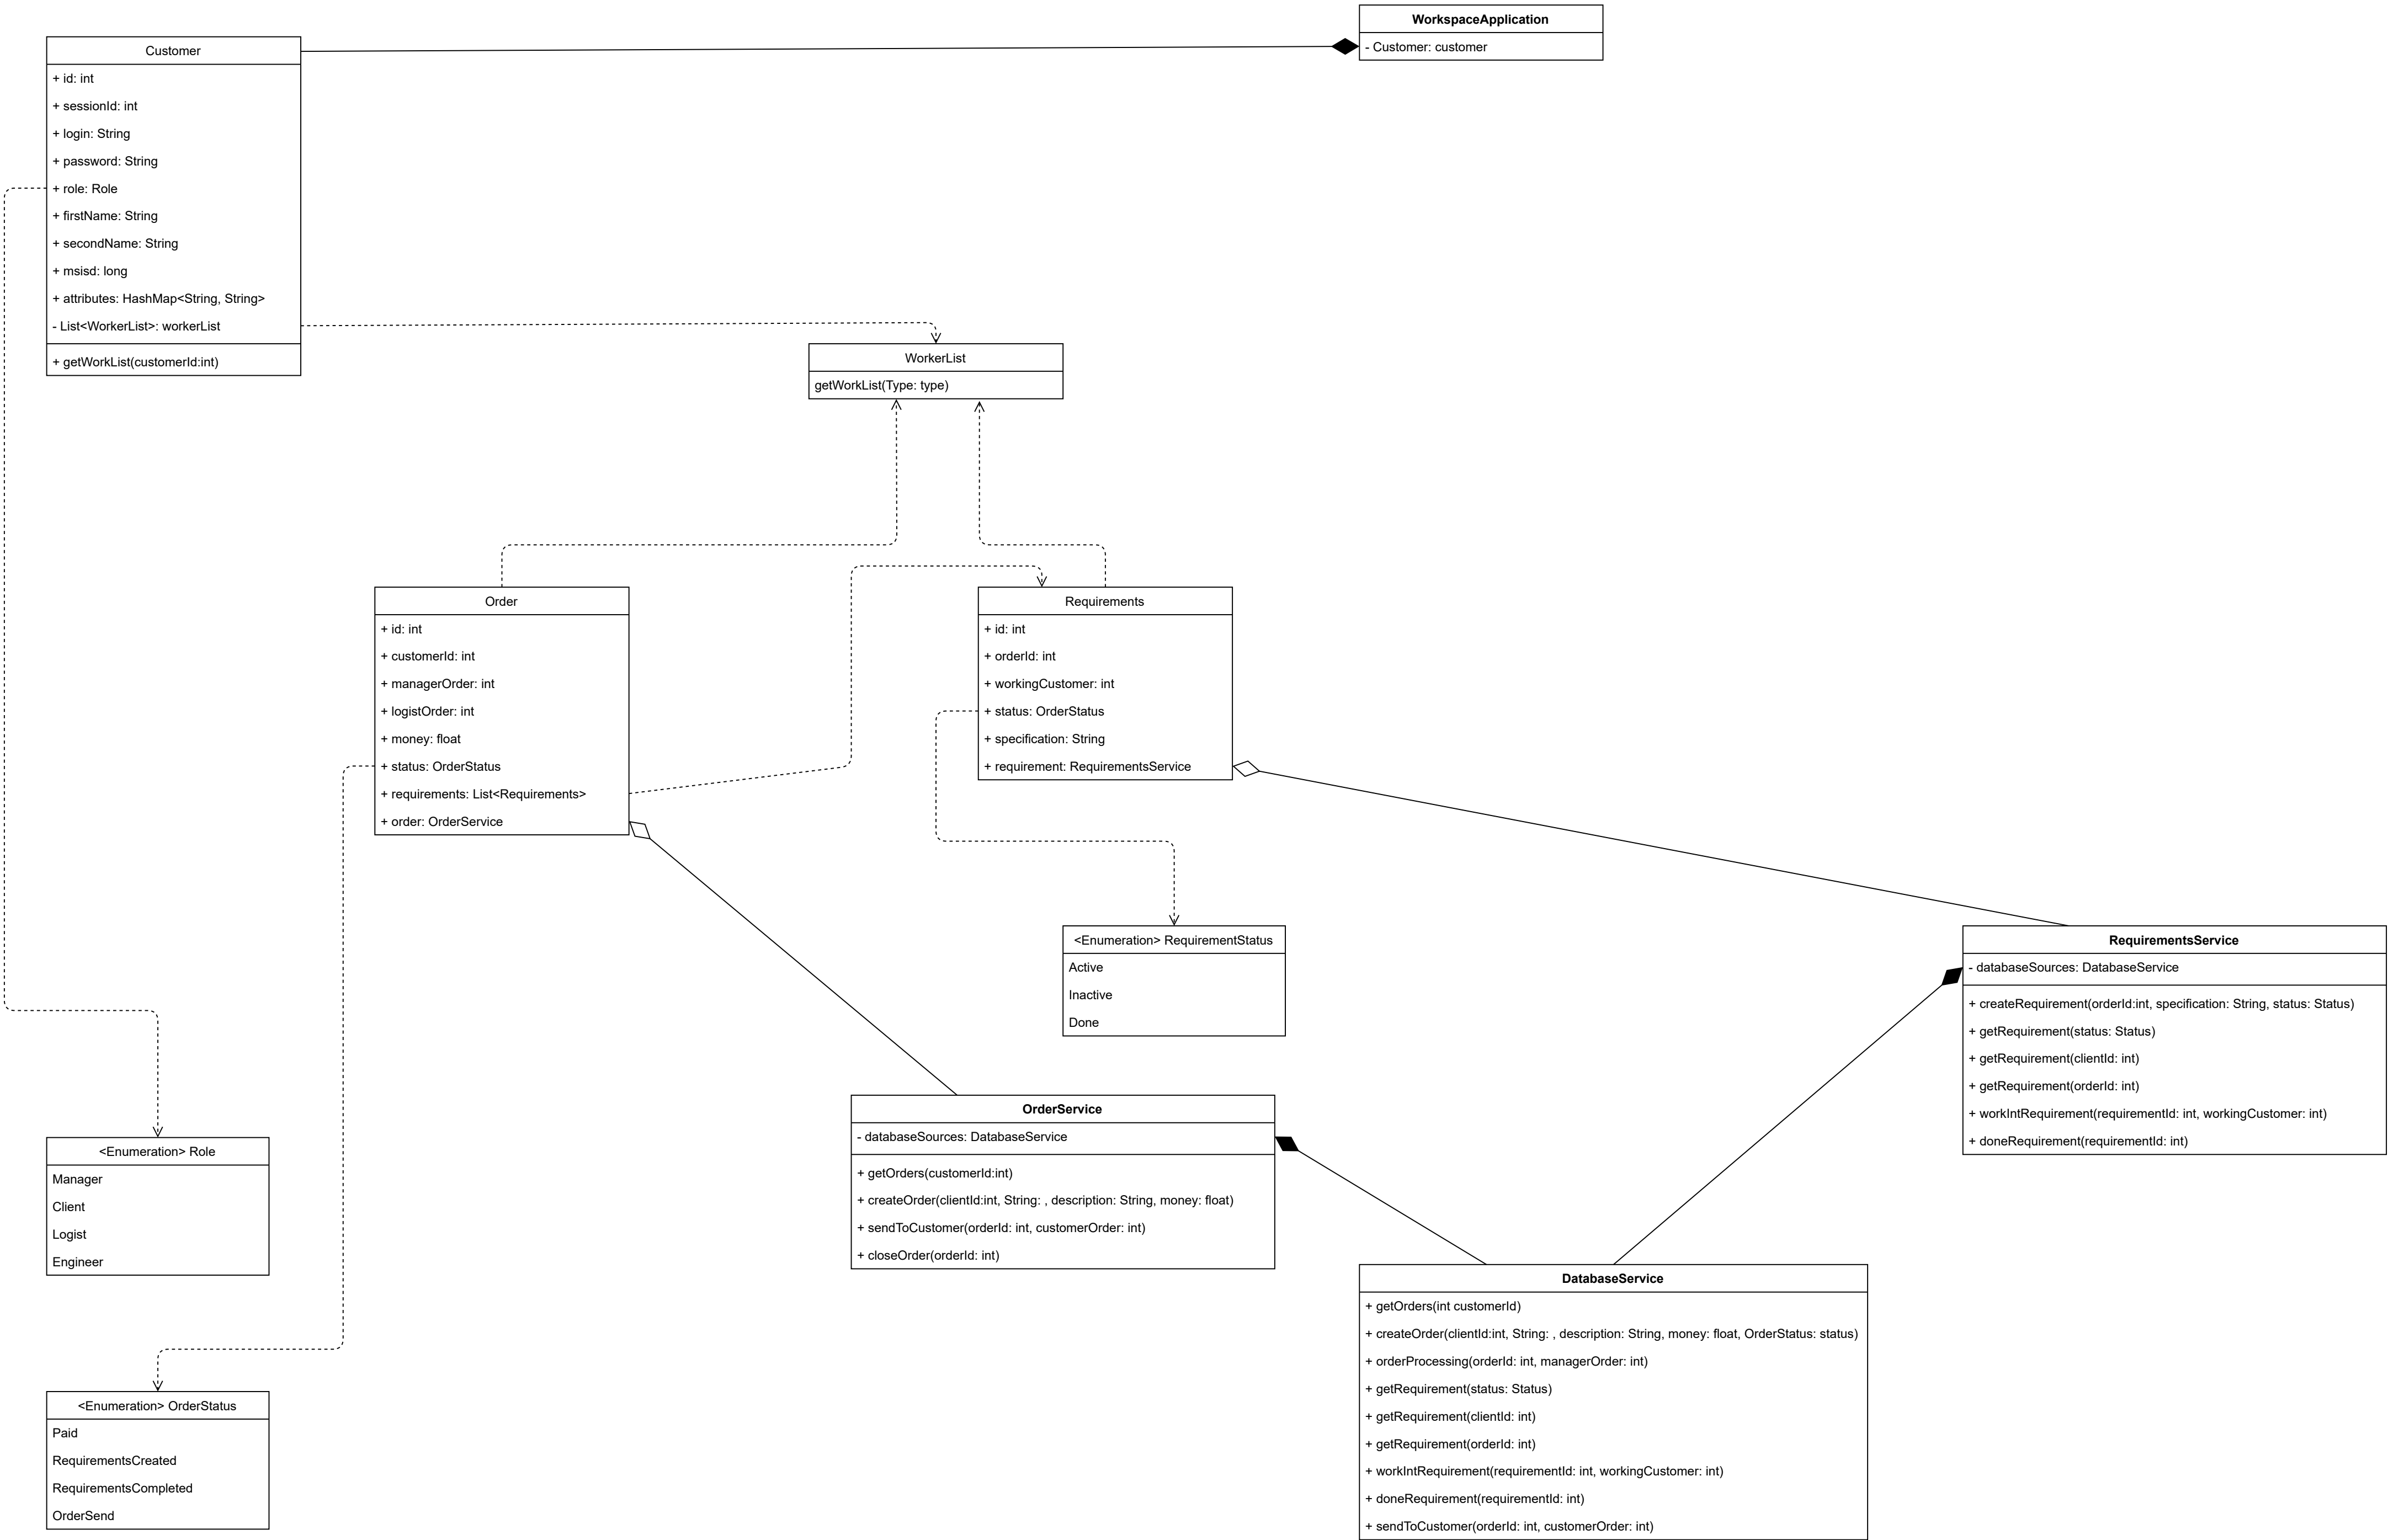 WorkspaceApplication
- Customer: customer
Customer
+ id: int
+ sessionId: int
+ login: String
+ password: String
+ role: Role
+ firstName: String
+ secondName: String
+ msisd: long
+ attributes: HashMap<String, String>
- List<WorkerList>: workerList
+ getWorkList(customerId:int)
WorkerList
getWorkList(Type: type)
Order
+ id: int
+ customerId: int
+ managerOrder: int
+ logistOrder: int
+ money: float
+ status: OrderStatus
+ requirements: List<Requirements>
+ order: OrderService
Requirements
+ id: int
+ orderId: int
+ workingCustomer: int
+ status: OrderStatus
+ specification: String
+ requirement: RequirementsService
<Enumeration> RequirementStatus
Active
Inactive
Done
RequirementsService
- databaseSources: DatabaseService
+ createRequirement(orderId:int, specification: String, status: Status)
+ getRequirement(status: Status)
+ getRequirement(clientId: int)
+ getRequirement(orderId: int)
+ workIntRequirement(requirementId: int, workingCustomer: int)
+ doneRequirement(requirementId: int)
OrderService
- databaseSources: DatabaseService
+ getOrders(customerId:int)
+ createOrder(clientId:int, String: , description: String, money: float)
+ sendToCustomer(orderId: int, customerOrder: int)
+ closeOrder(orderId: int)
<Enumeration> Role
Manager
Client
Logist
Engineer
DatabaseService
+ getOrders(int customerId)
+ createOrder(clientId:int, String: , description: String, money: float, OrderStatus: status)
+ orderProcessing(orderId: int, managerOrder: int)
+ getRequirement(status: Status)
+ getRequirement(clientId: int)
+ getRequirement(orderId: int)
+ workIntRequirement(requirementId: int, workingCustomer: int)
+ doneRequirement(requirementId: int)
+ sendToCustomer(orderId: int, customerOrder: int)
<Enumeration> OrderStatus
Paid
RequirementsCreated
RequirementsCompleted
OrderSend